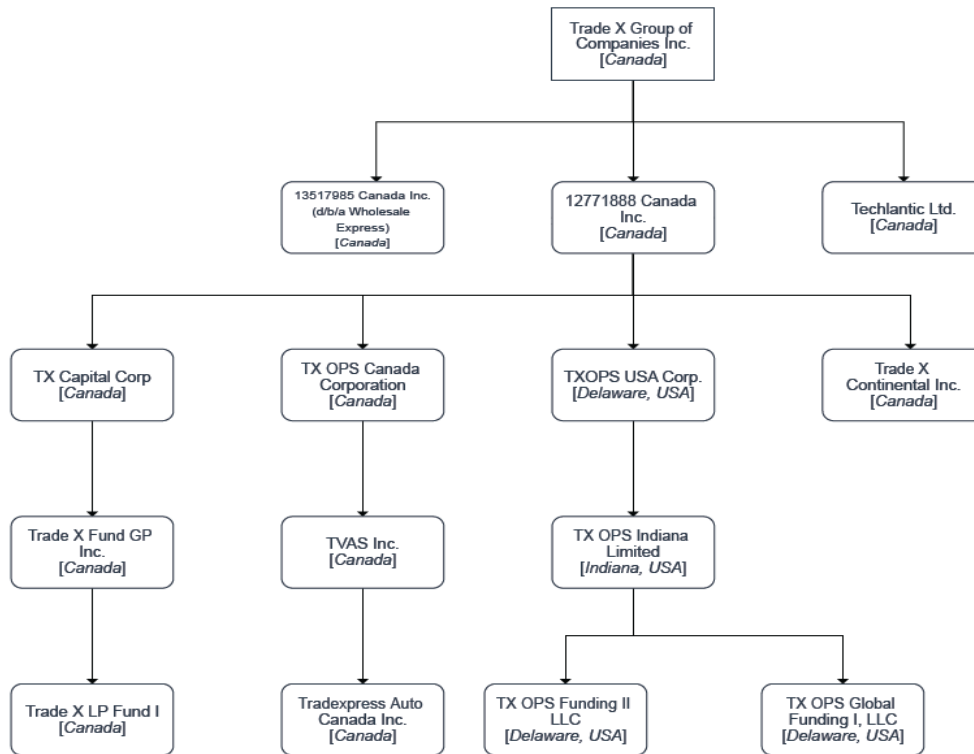 Trade X Group of
Companies Inc.
[Canada]
13517985 Canada Inc.
(d/b/a Wholesale
Express)
[Canada]
12771888 Canada
Inc.
[Canada]
Techlantic Ltd.
[Canada]
TX Capital Corp
[Canada]
TX OPS Canada
Corporation
[Canada]
TXOPS USA Corp.
[Delaware, USA]
Trade X
Continental Inc.
[Canada]
Trade X Fund GP
Inc.
[Canada]
TVAS Inc.
[Canada]
TX OPS Indiana
Limited
[Indiana, USA]
Trade X LP Fund I
[Canada]
Tradexpress Auto
Canada Inc.
[Canada]
TX OPS Funding II
LLC
[Delaware, USA]
TX OPS Global
Funding I, LLC
[Delaware, USA]